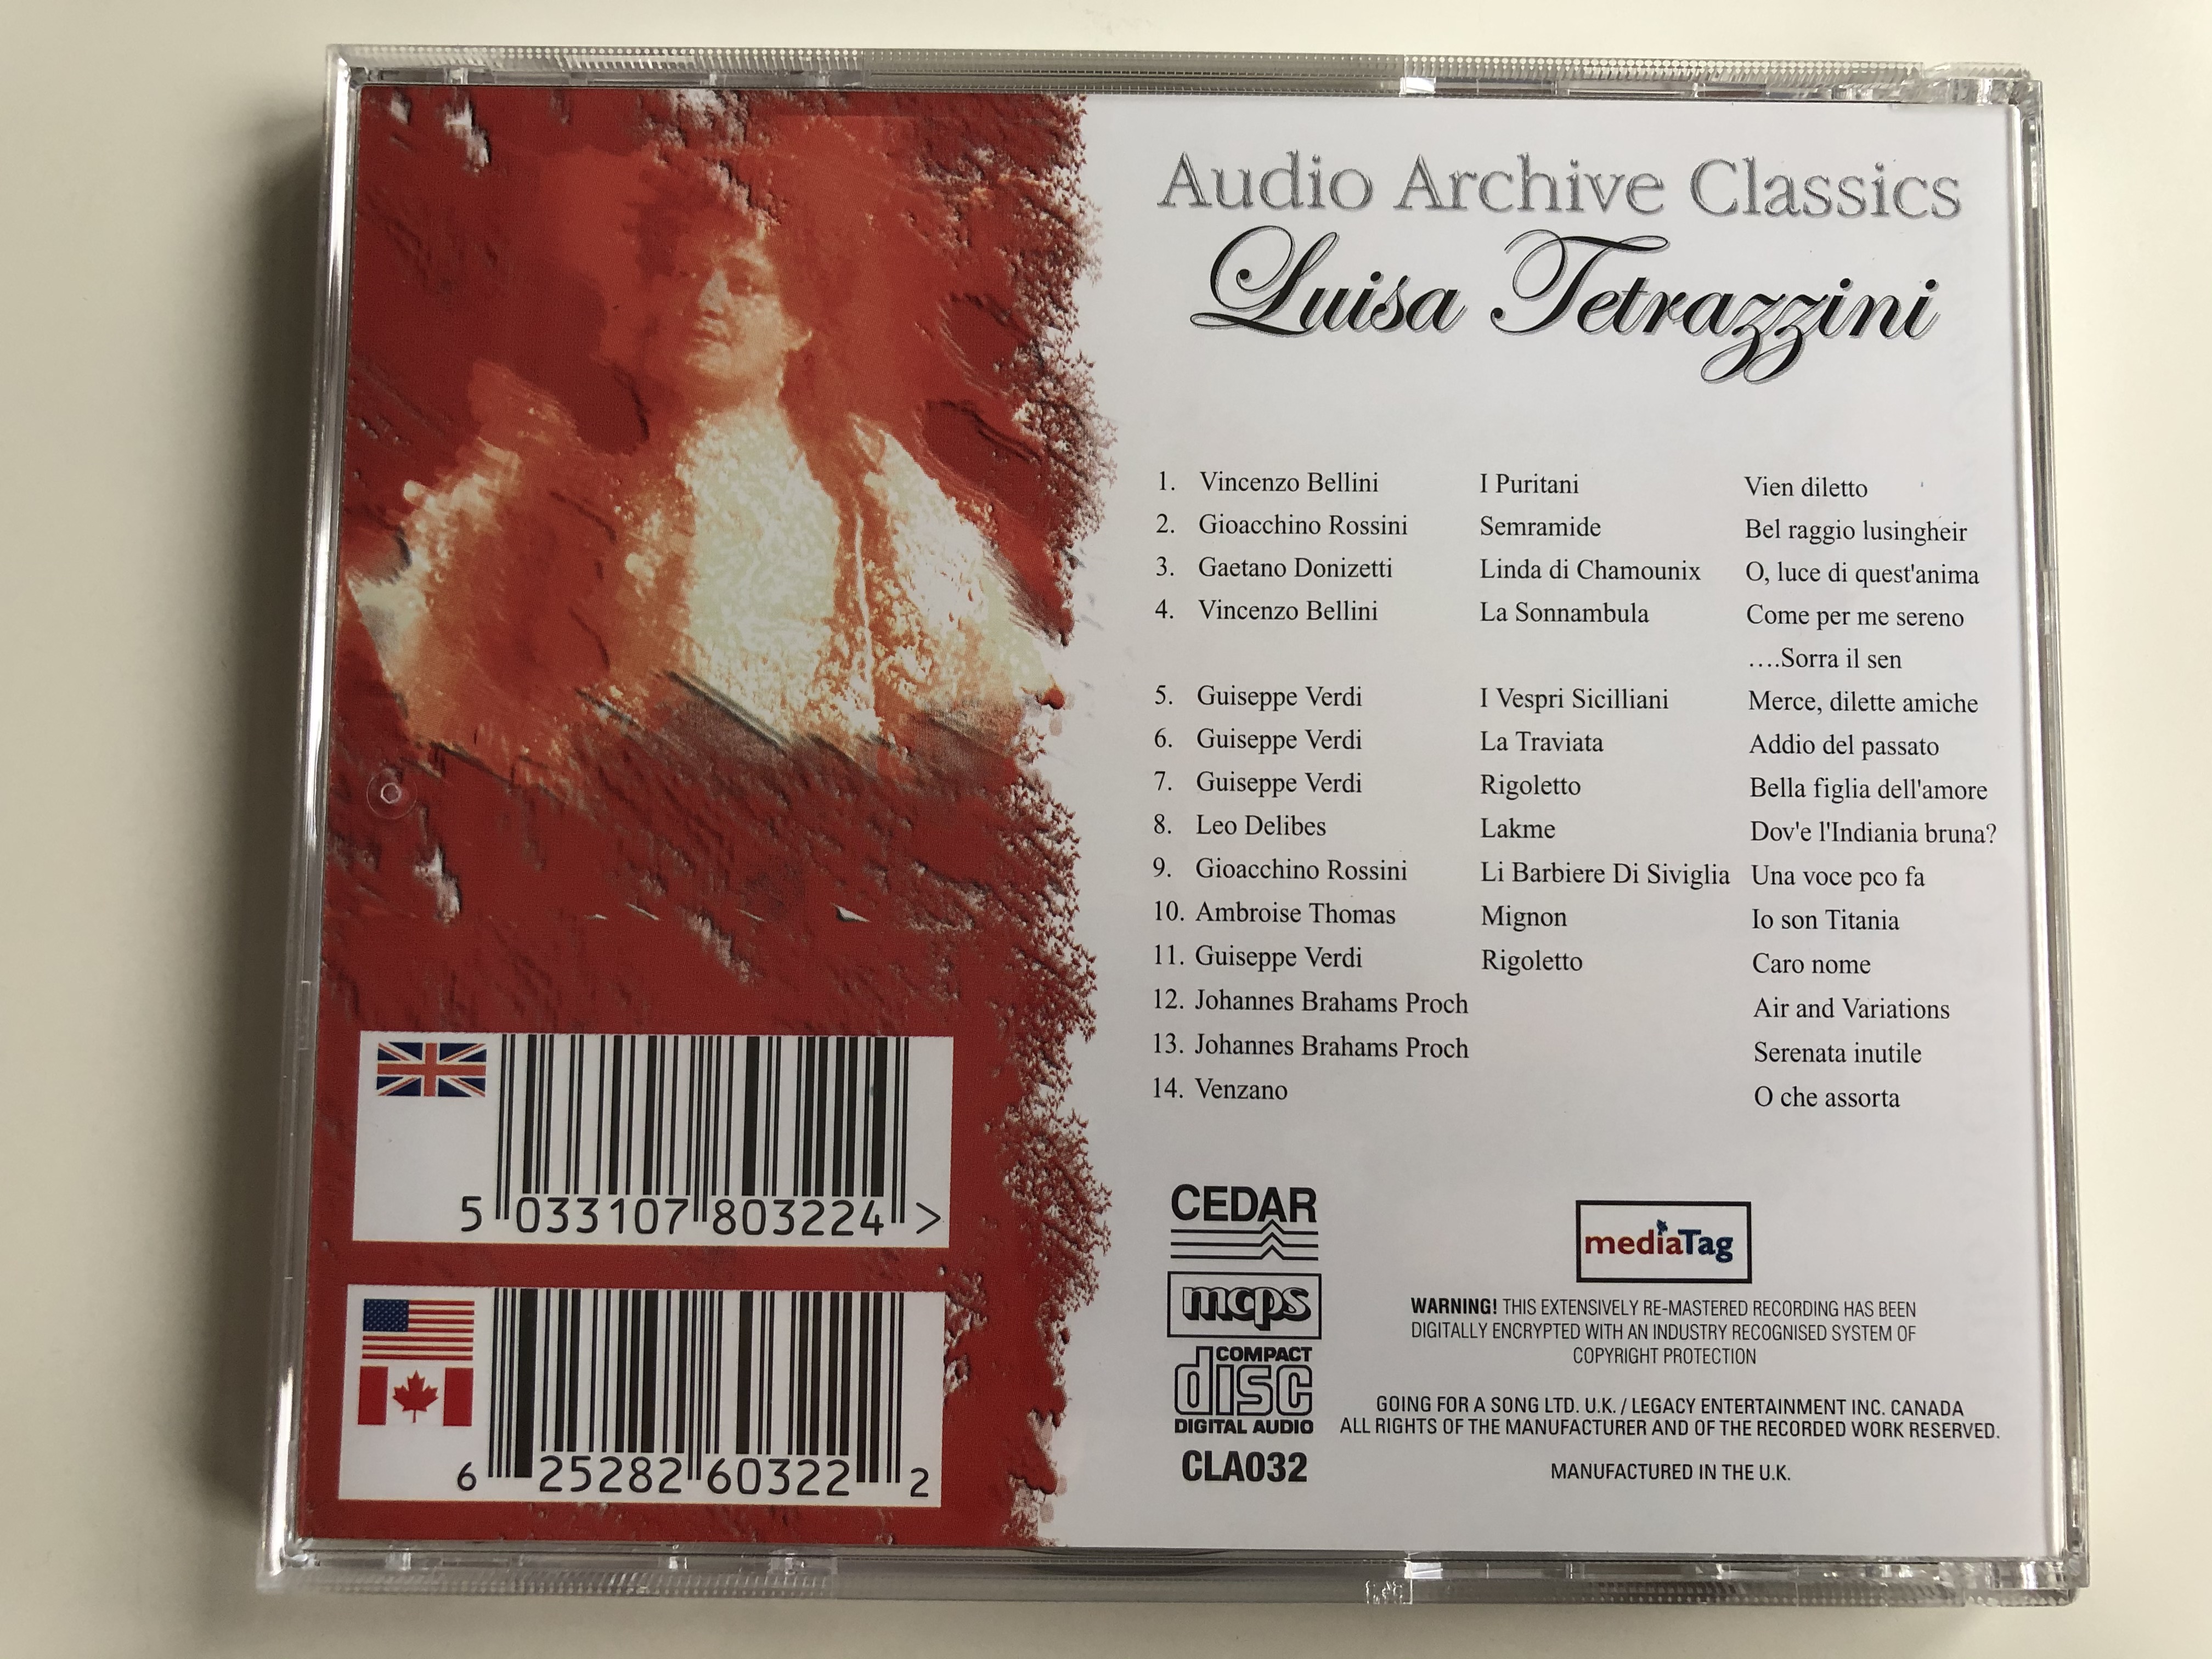 Audio Archive Classics
Luisa Tetrazzini
1. Vincenzo Bellini I Puritani Vien diletto
2. Gioacchino Rossini Semramide Bel raggio lusingheir
3. Gaetano Donizetti Linda di Chamounix O, luce di quest'anima
4. Vincenzo Bellini La Sonnambula Come per me sereno
....Sorra il sen
5. Guiseppe Verdi I Vespri Sicilliani Merce, dilette amiche
6. Guiseppe Verdi La Traviata Addio del passato
7. Guiseppe Verdi Rigoletto Bella figlia dell'amore
8. Leo Delibes Lakme Dov'e l'Indiania bruna?
9. Gioacchino Rossini Li Barbiere Di Siviglia Una voce pco fa
10. Ambroise Thomas Mignon Io son Titania
11. Guiseppe Verdi Rigoletto Caro nome
12. Johannes Brahams Proch Air and Variations
13. Johannes Brahams Proch Serenata inutile
14. Venzano O che assorta
5 033107 803224 >
6 25282 60322 2
CEDAR
mcps
COMPACT
disc
DIGITAL AUDIO
CLA032
mediaTag
WARNING! THIS EXTENSIVELY RE-MASTERED RECORDING HAS BEEN
DIGITALLY ENCRYPTED WITH AN INDUSTRY RECOGNISED SYSTEM OF
COPYRIGHT PROTECTION
GOING FOR A SONG LTD. U.K. / LEGACY ENTERTAINMENT INC. CANADA
ALL RIGHTS OF THE MANUFACTURER AND OF THE RECORDED WORK RESERVED.
MANUFACTURED IN THE U.K.